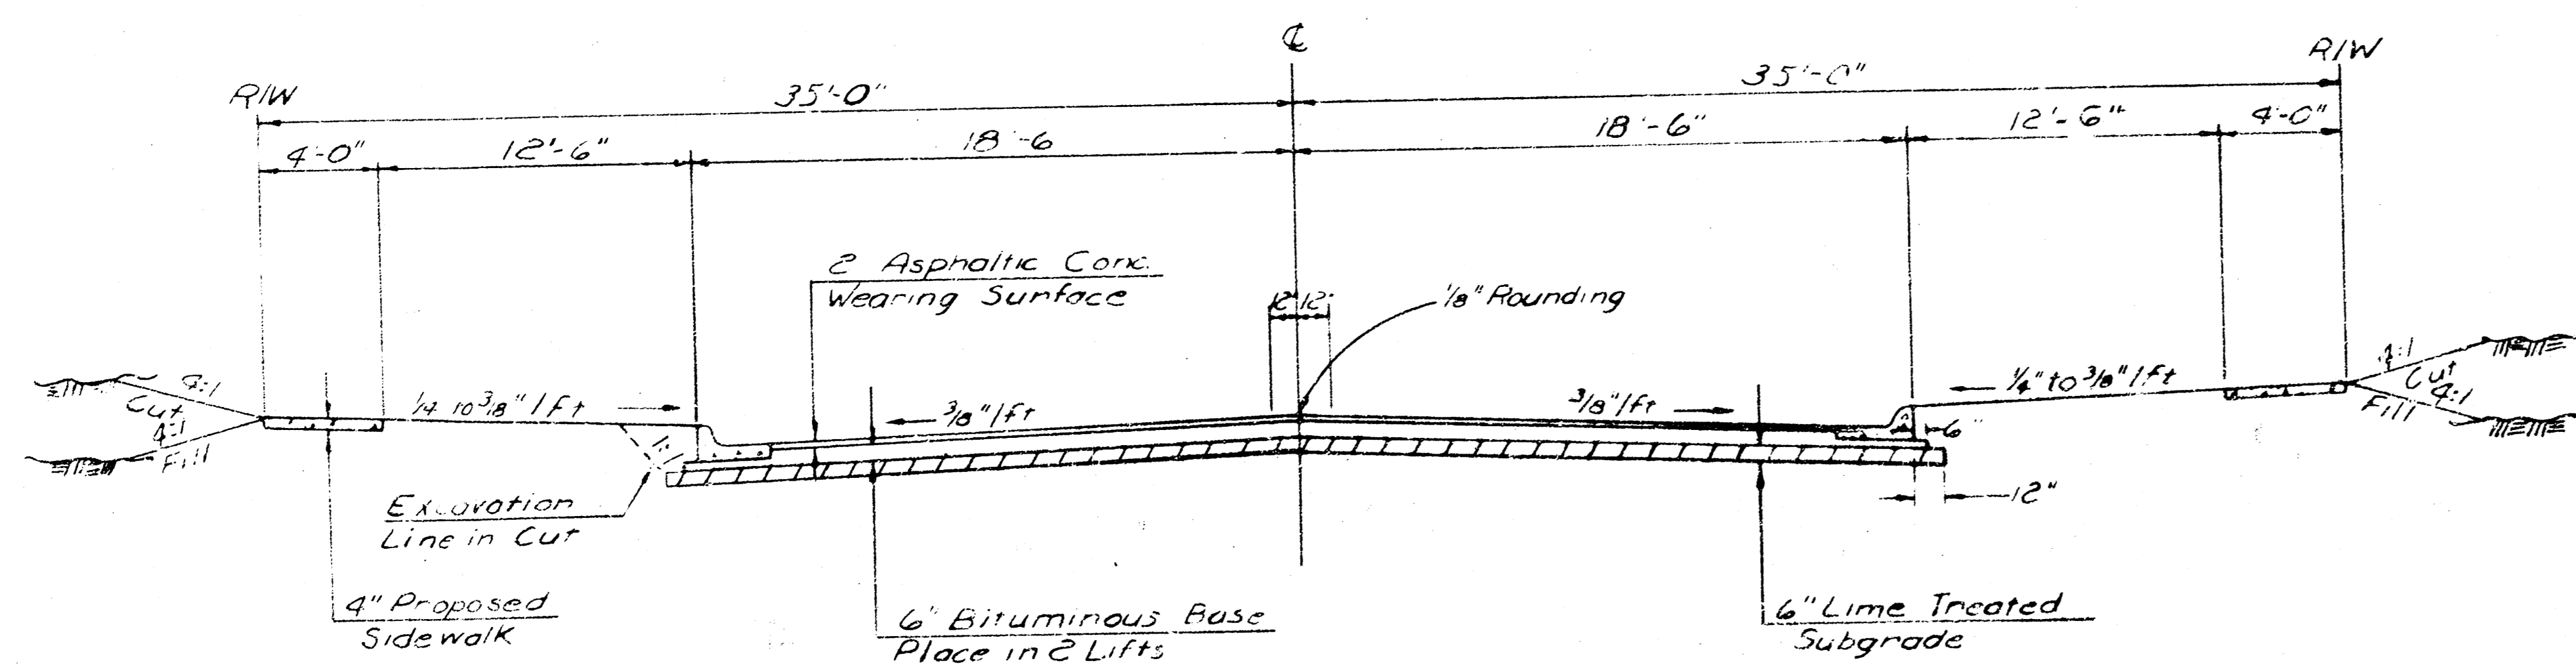 ℄
R/W
R/W
35'-0"
35'-0"
4'-0"
12'-6"
18'-6
18'-6"
12'-6"
4'-0"
2 Asphaltic Conc.
Wearing Surface
12" 12"
1/8" Rounding
4:1
Cut
4:1
Fill
1/4 to 3/8" / ft
3/8" / ft
3/8" / ft
1/4" to 3/8" / ft
4:1
Cut
4:1
Fill
1:1
6"
12"
Excavation
Line in Cut
4" Proposed
Sidewalk
6" Bituminous Base
Place in 2 Lifts
6" Lime Treated
Subgrade